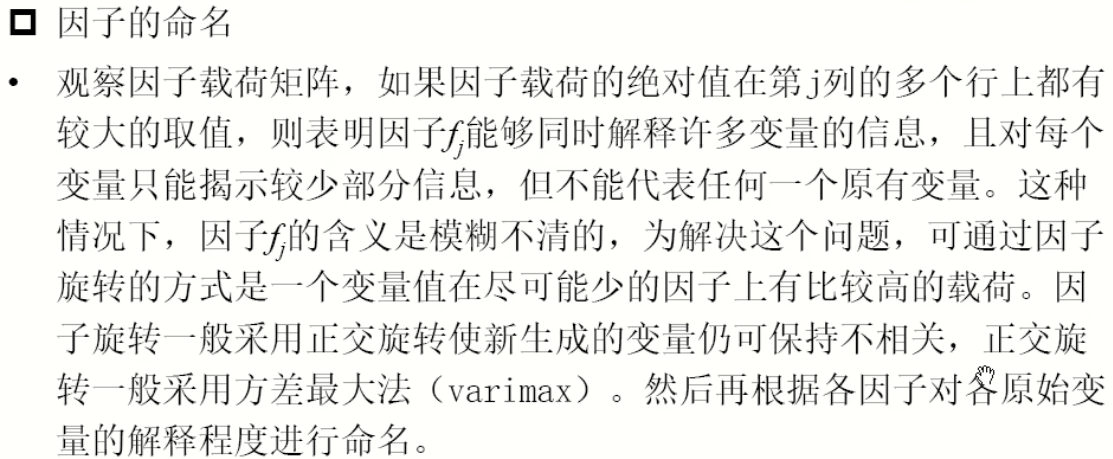 因子的命名
• 观察因子载荷矩阵，如果因子载荷的绝对值在第j列的多个行上都有
较大的取值，则表明因子fj能够同时解释许多变量的信息，且对每个
变量只能揭示较少部分信息，但不能代表任何一个原有变量。这种
情况下，因子fj的含义是模糊不清的，为解决这个问题，可通过因子
旋转的方式是一个变量值在尽可能少的因子上有比较高的载荷。因
子旋转一般采用正交旋转使新生成的变量仍可保持不相关，正交旋
转一般采用方差最大法（varimax）。然后再根据各因子对各原始变
量的解释程度进行命名。